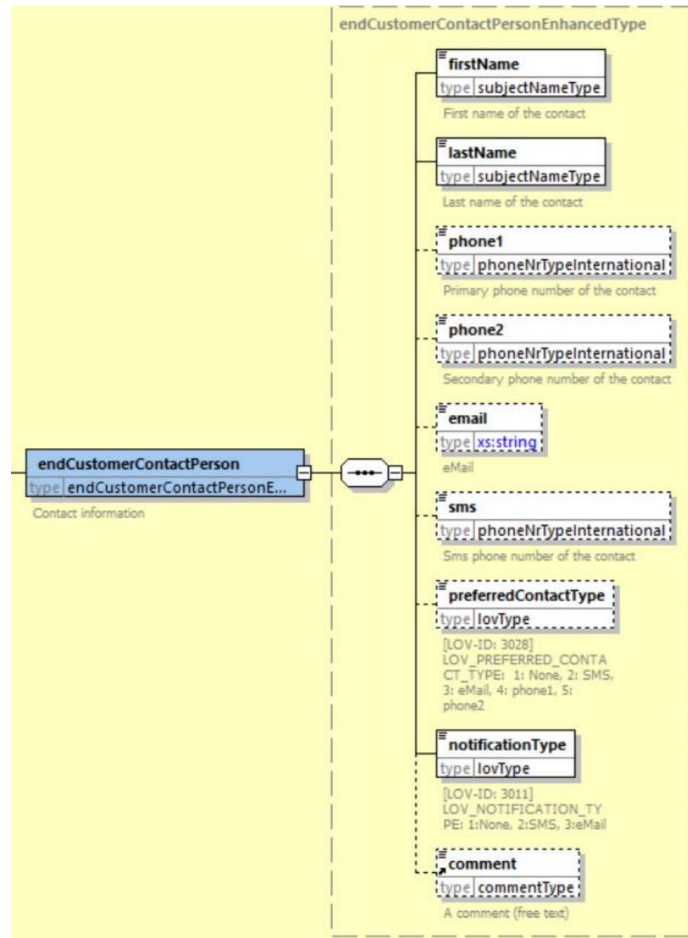 endCustomerContactPersonEnhancedType
firstName
type subjectNameType
First name of the contact
lastName
type subjectNameType
Last name of the contact
phone1
type phoneNrTypeInternational
Primary phone number of the contact
phone2
type phoneNrTypeInternational
Secondary phone number of the contact
email
type xs:string
eMail
endCustomerContactPerson
type endCustomerContactPersonE...
Contact information
sms
type phoneNrTypeInternational
Sms phone number of the contact
preferredContactType
type lovType
[LOV-ID: 3028]
LOV_PREFERRED_CONTA
CT_TYPE: 1: None, 2: SMS,
3: eMail, 4: phone1, 5:
phone2
notificationType
type lovType
[LOV-ID: 3011]
LOV_NOTIFICATION_TY
PE: 1:None, 2:SMS, 3:eMail
comment
type commentType
A comment (free text)